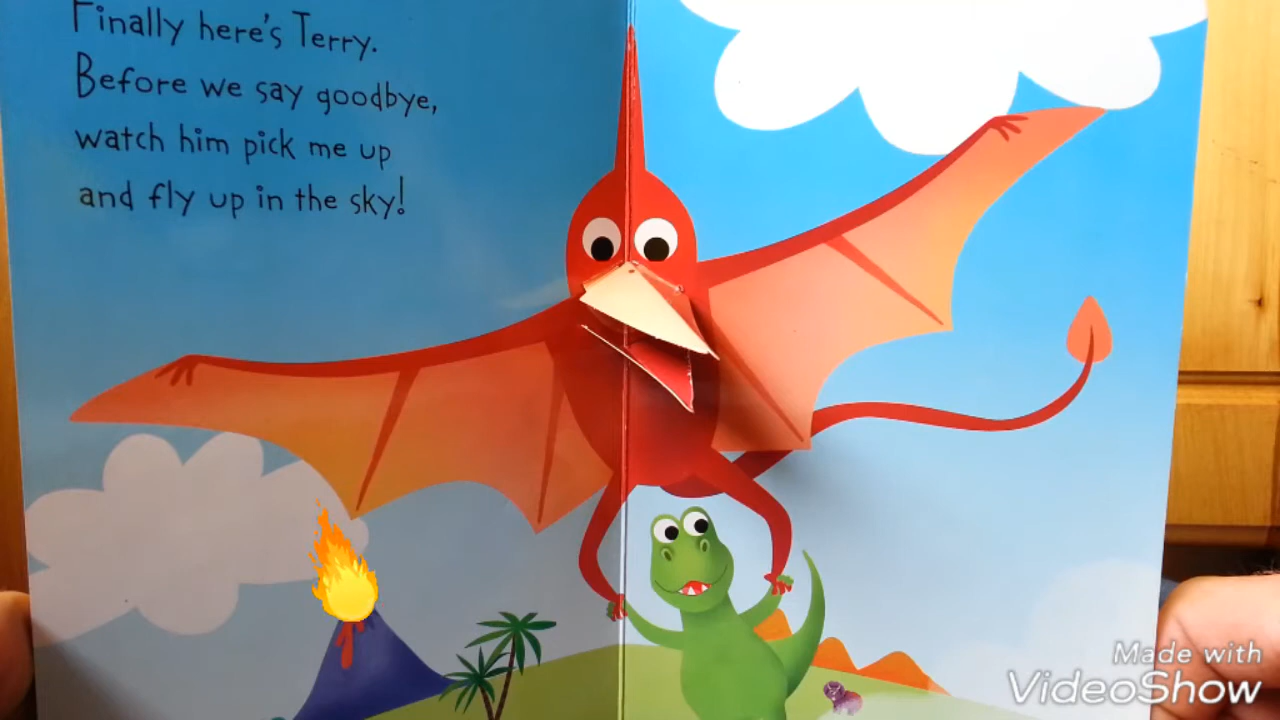 Finally here's Terry.
Before we say goodbye,
watch him pick me up
and fly up in the sky!
Made with
VideoShow